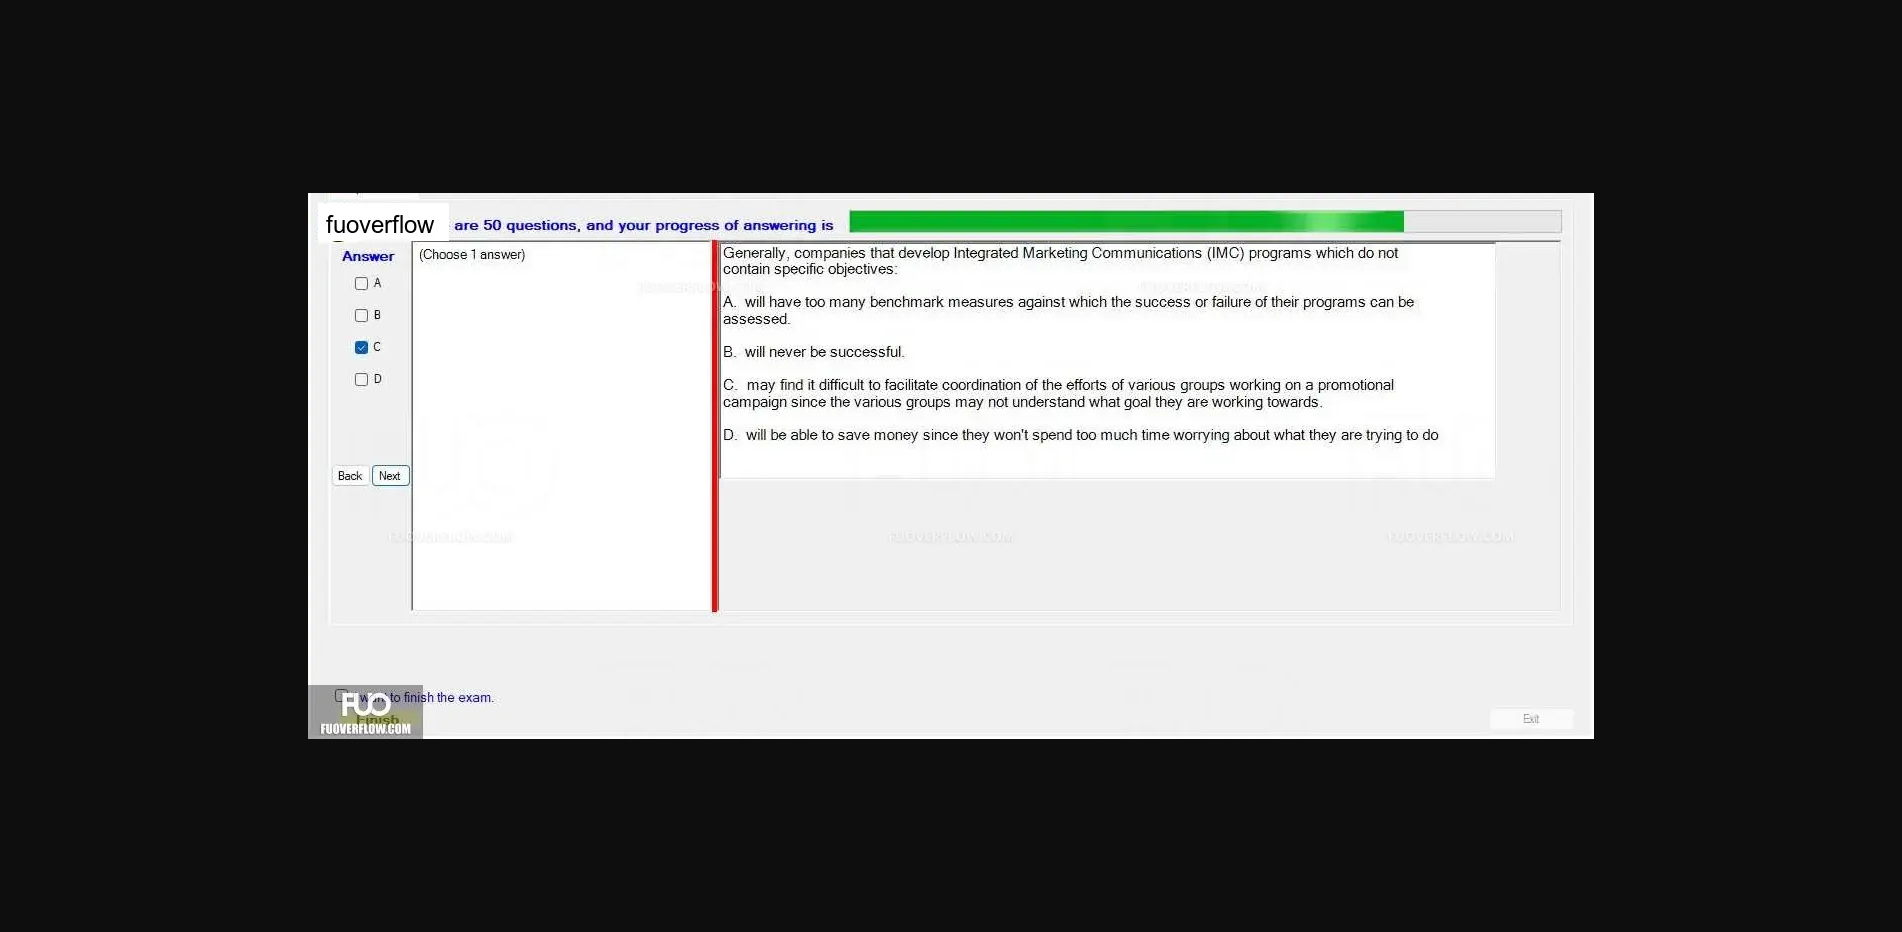 fuoverflow are 50 questions, and your progress of answering is
Answer
(Choose 1 answer)
A
B
C
D
Back Next
Generally, companies that develop Integrated Marketing Communications (IMC) programs which do not
contain specific objectives:
A. will have too many benchmark measures against which the success or failure of their programs can be
assessed.
B. will never be successful.
C. may find it difficult to facilitate coordination of the efforts of various groups working on a promotional
campaign since the various groups may not understand what goal they are working towards.
D. will be able to save money since they won't spend too much time worrying about what they are trying to do
FUOVERFLOW.COM FUOVERFLOW.COM FUOVERFLOW.COM
want to finish the exam.
FUO
Finish
FUOVERFLOW.COM
Exit